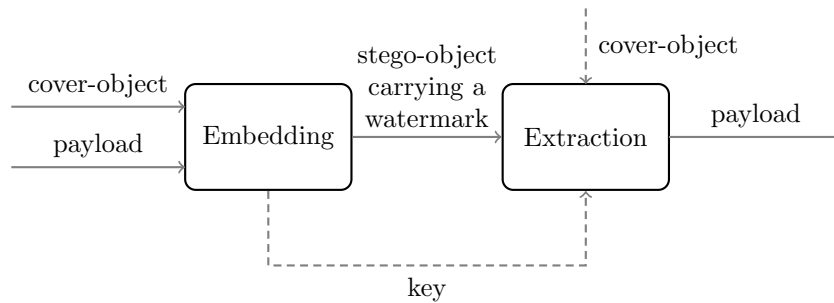 cover-object
payload
Embedding
stego-object
carrying a
watermark
cover-object
Extraction
payload
key